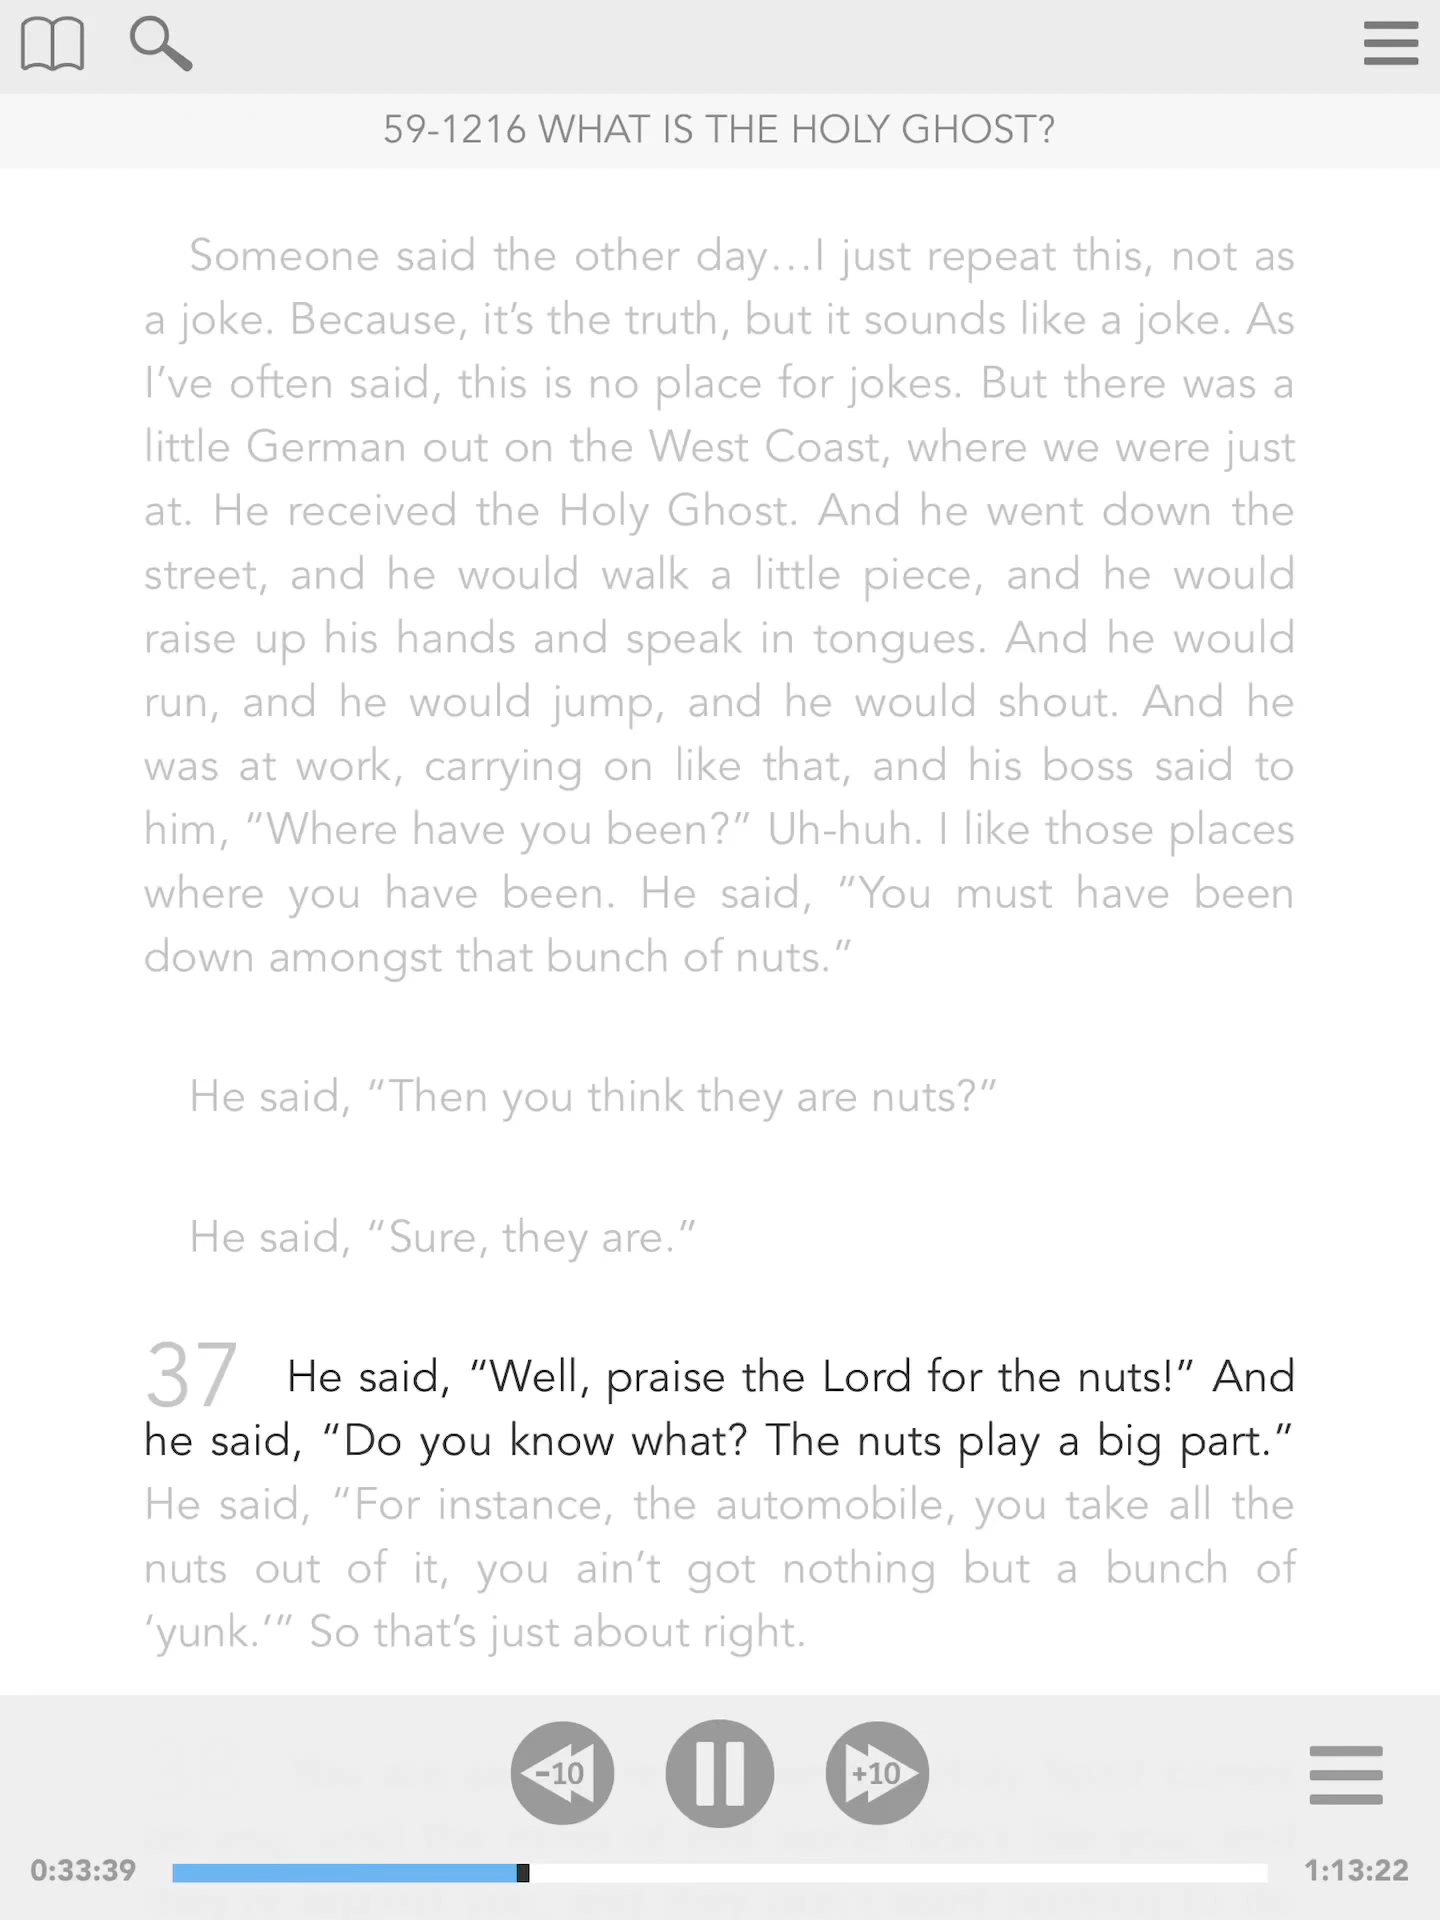 59-1216 WHAT IS THE HOLY GHOST?
Someone said the other day…I just repeat this, not as
a joke. Because, it’s the truth, but it sounds like a joke. As
I’ve often said, this is no place for jokes. But there was a
little German out on the West Coast, where we were just
at. He received the Holy Ghost. And he went down the
street, and he would walk a little piece, and he would
raise up his hands and speak in tongues. And he would
run, and he would jump, and he would shout. And he
was at work, carrying on like that, and his boss said to
him, “Where have you been?” Uh-huh. I like those places
where you have been. He said, “You must have been
down amongst that bunch of nuts.”
He said, “Then you think they are nuts?”
He said, “Sure, they are.”
37 He said, “Well, praise the Lord for the nuts!” And
he said, “Do you know what? The nuts play a big part.”
He said, “For instance, the automobile, you take all the
nuts out of it, you ain’t got nothing but a bunch of
‘yunk.’” So that’s just about right.
-10 +10
0:33:39 1:13:22